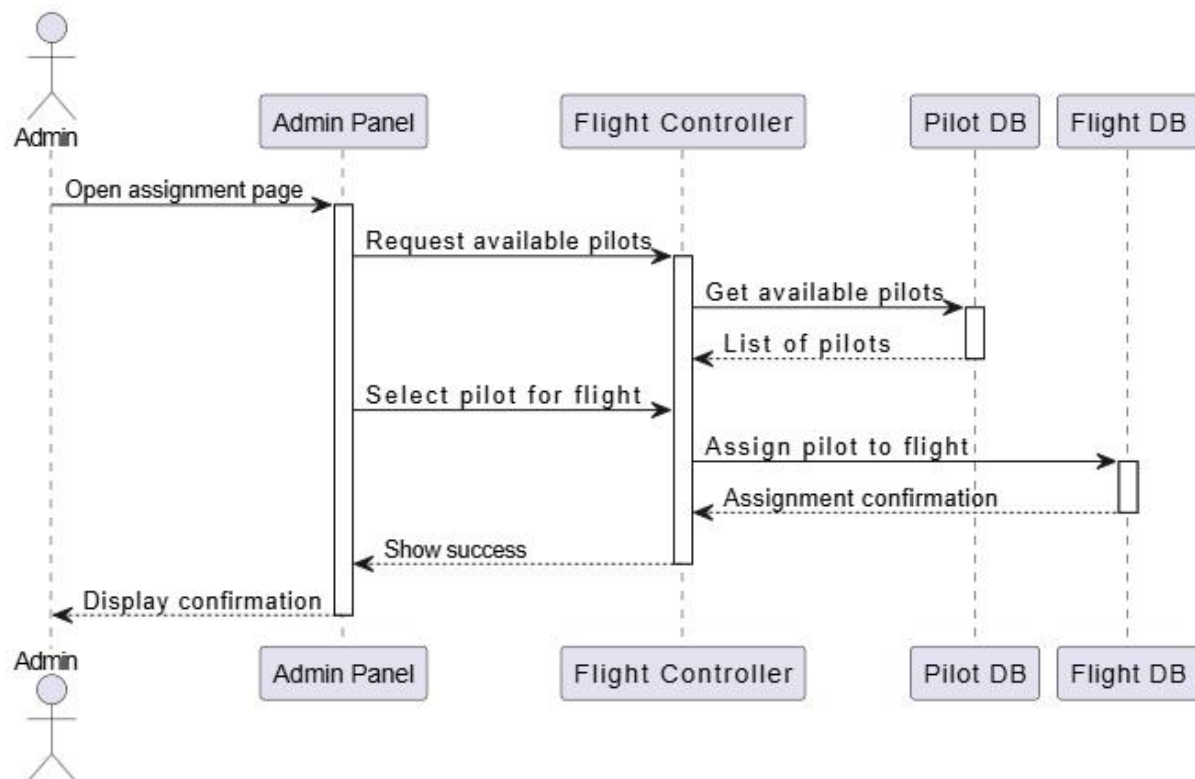 Admin
Admin Panel
Flight Controller
Pilot DB
Flight DB
Open assignment page
Request available pilots
Get available pilots
List of pilots
Select pilot for flight
Assign pilot to flight
Assignment confirmation
Show success
Display confirmation
Admin
Admin Panel
Flight Controller
Pilot DB
Flight DB